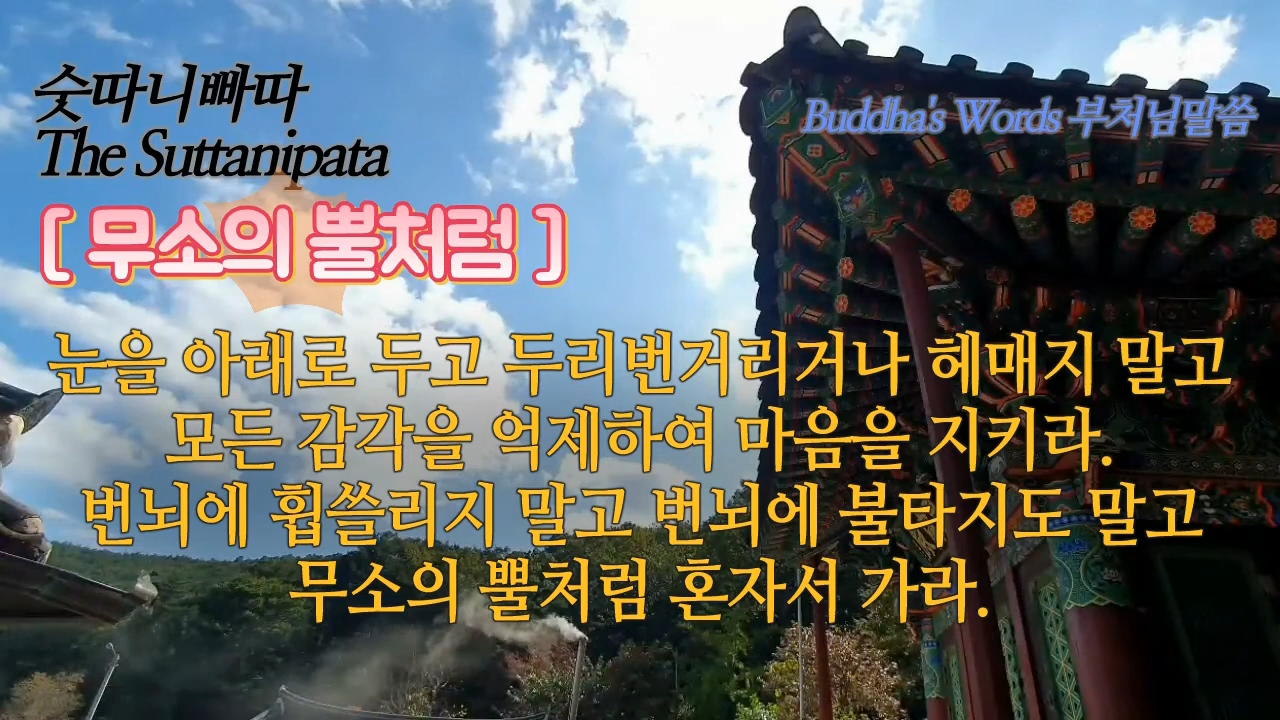 숫따니빠따
The Suttanipata
Buddha's Words 부처님말씀
[ 무소의 뿔처럼 ]
눈을 아래로 두고 두리번거리거나 헤매지 말고
모든 감각을 억제하여 마음을 지키라.
번뇌에 휩쓸리지 말고 번뇌에 불타지도 말고
무소의 뿔처럼 혼자서 가라.